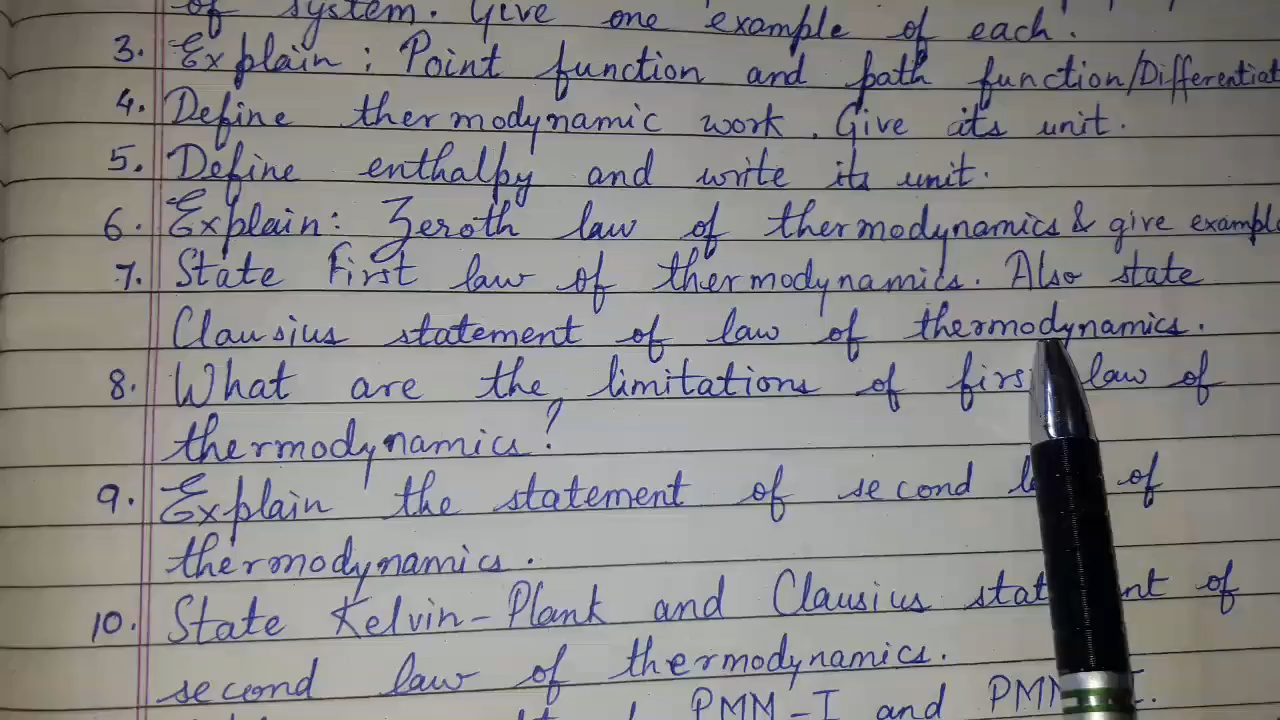 of system. Give one example of each.
3. Explain: Point function and path function/Differentiat
4. Define thermodynamic work. Give its unit.
5. Define enthalpy and write its unit.
6. Explain: Zeroth law of thermodynamics & give example
7. State First law of thermodynamics. Also state
Clausius statement of law of thermodynamics.
8. What are the limitations of first law of
thermodynamics?
9. Explain the statement of second law of
thermodynamics.
10. State Kelvin-Plank and Clausius statement of
second law of thermodynamics.
PMM-I and